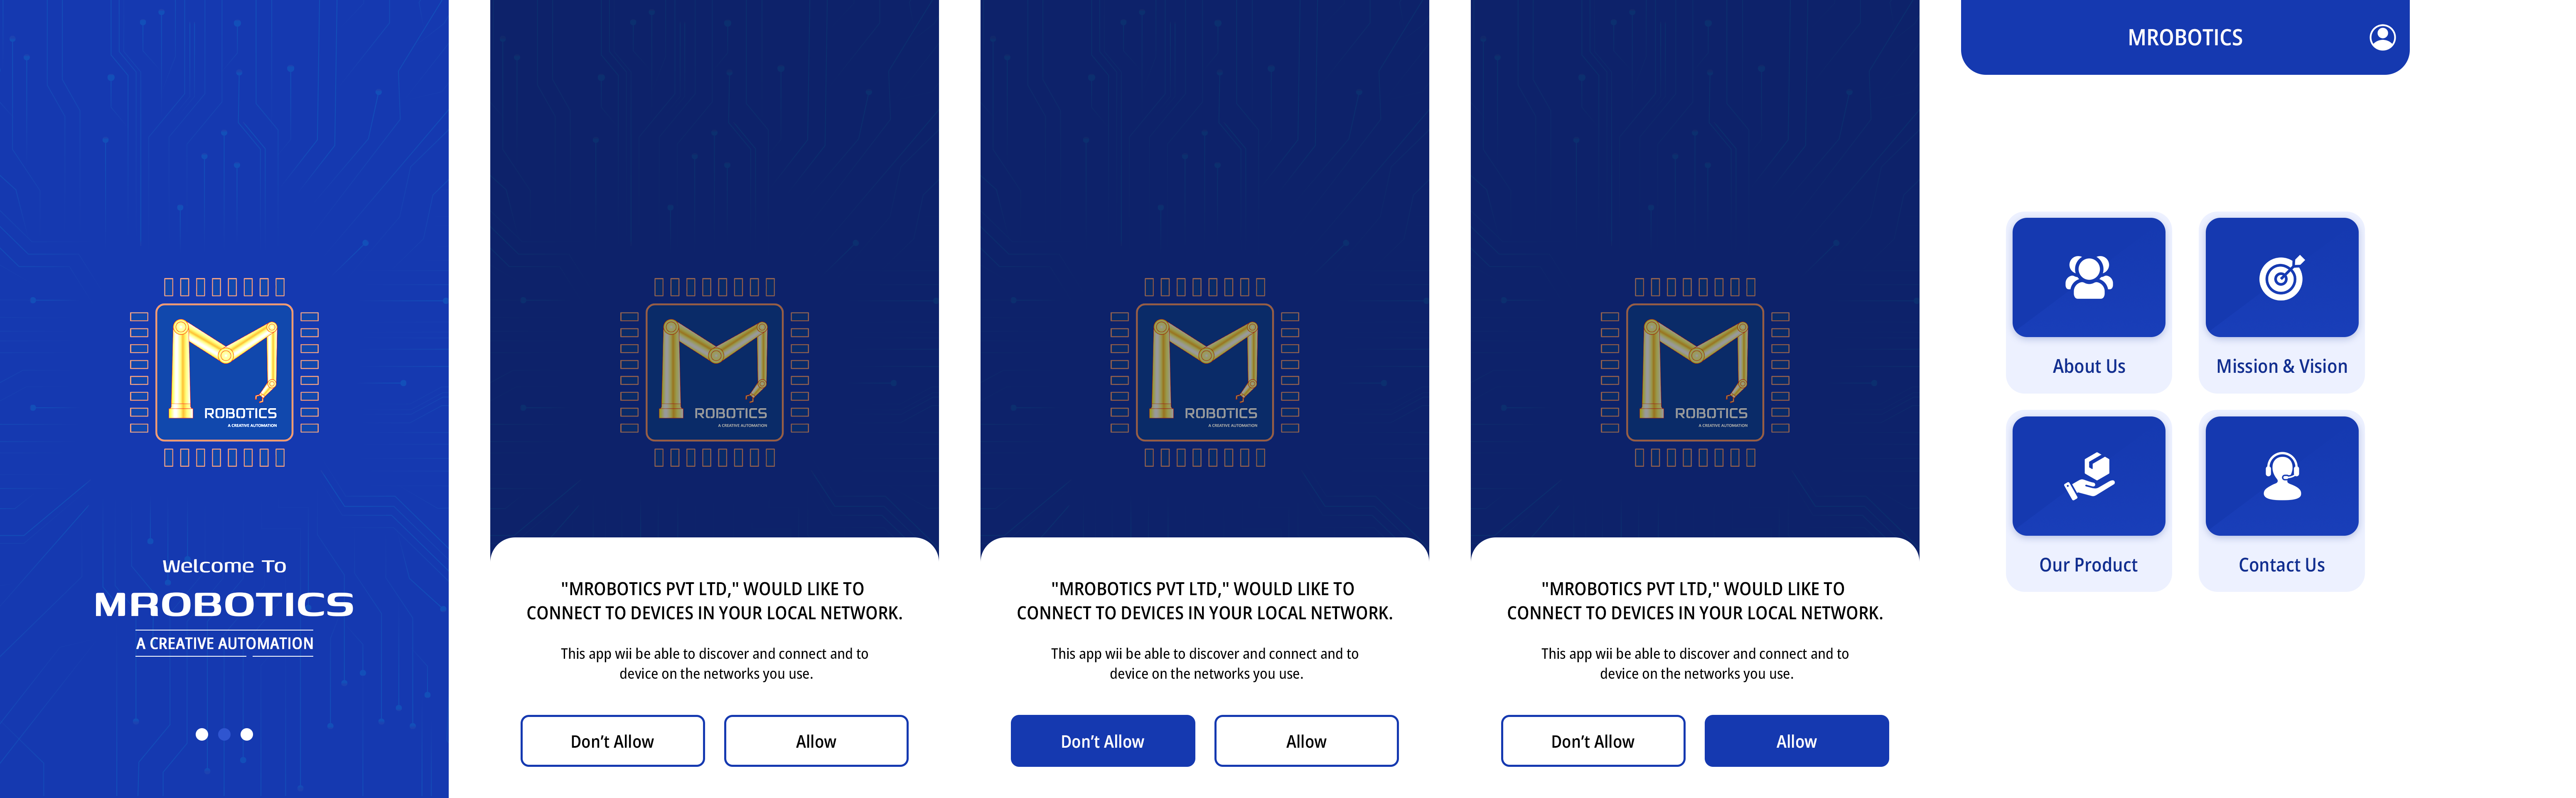 ROBOTICS
A CREATIVE AUTOMATION
Welcome To
MROBOTICS
A CREATIVE AUTOMATION
ROBOTICS
A CREATIVE AUTOMATION
"MROBOTICS PVT LTD," WOULD LIKE TO
CONNECT TO DEVICES IN YOUR LOCAL NETWORK.
This app wii be able to discover and connect and to
device on the networks you use.
Don’t Allow
Allow
ROBOTICS
A CREATIVE AUTOMATION
"MROBOTICS PVT LTD," WOULD LIKE TO
CONNECT TO DEVICES IN YOUR LOCAL NETWORK.
This app wii be able to discover and connect and to
device on the networks you use.
Don’t Allow
Allow
ROBOTICS
A CREATIVE AUTOMATION
"MROBOTICS PVT LTD," WOULD LIKE TO
CONNECT TO DEVICES IN YOUR LOCAL NETWORK.
This app wii be able to discover and connect and to
device on the networks you use.
Don’t Allow
Allow
MROBOTICS
About Us
Mission & Vision
Our Product
Contact Us